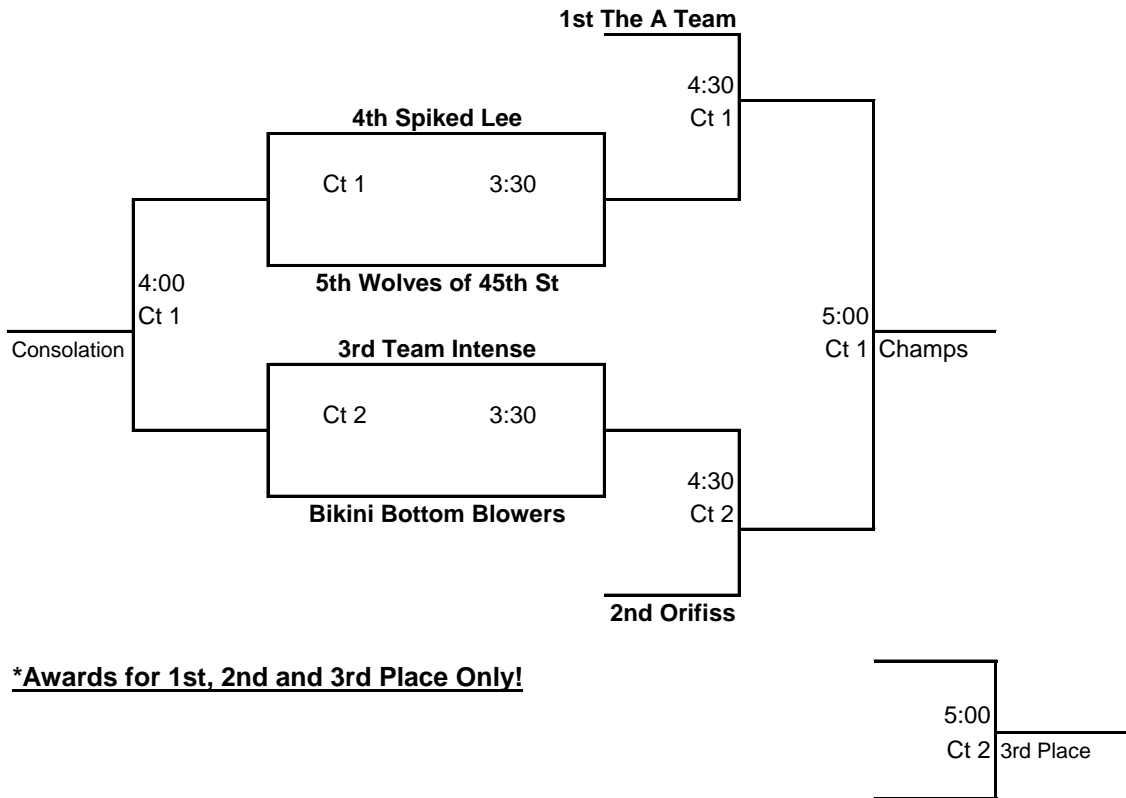 1st The A Team
4:30
Ct 1
4th Spiked Lee
Ct 1 3:30
5th Wolves of 45th St
4:00
Ct 1
Consolation
3rd Team Intense
Ct 2 3:30
Bikini Bottom Blowers
5:00
Ct 1 Champs
4:30
Ct 2
2nd Orifiss
*Awards for 1st, 2nd and 3rd Place Only!
5:00
Ct 2 3rd Place